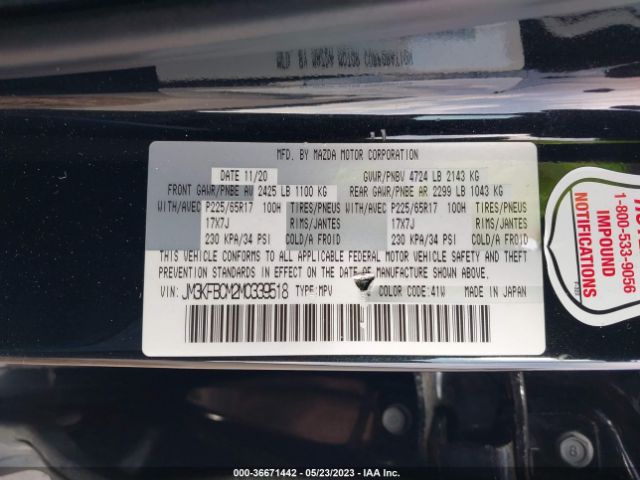 MFD. BY MAZDA MOTOR CORPORATION
DATE 11/20 GVWR/PNBV 4724 LB 2143 KG
FRONT GAWR/PNBE AV 2425 LB 1100 KG REAR GAWR/PNBE AR 2299 LB 1043 KG
WITH/AVEC P225/65R17 100H TIRES/PNEUS WITH/AVEC P225/65R17 100H TIRES/PNEUS
17X7J RIMS/JANTES 17X7J RIMS/JANTES
230 KPA/34 PSI COLD/A FROID 230 KPA/34 PSI COLD/A FROID
THIS VEHICLE CONFORMS TO ALL APPLICABLE FEDERAL MOTOR VEHICLE SAFETY AND THEFT
PREVENTION STANDARDS IN EFFECT ON THE DATE OF MANUFACTURE SHOWN ABOVE.
VIN: JM3KFBCM2M0339518 TYPE:MPV COLOR CODE:41W MADE IN JAPAN
1-800-533-9056
IMPOUND
NOTIFICATIONS
8
000-36671442 - 05/23/2023 - IAA Inc.